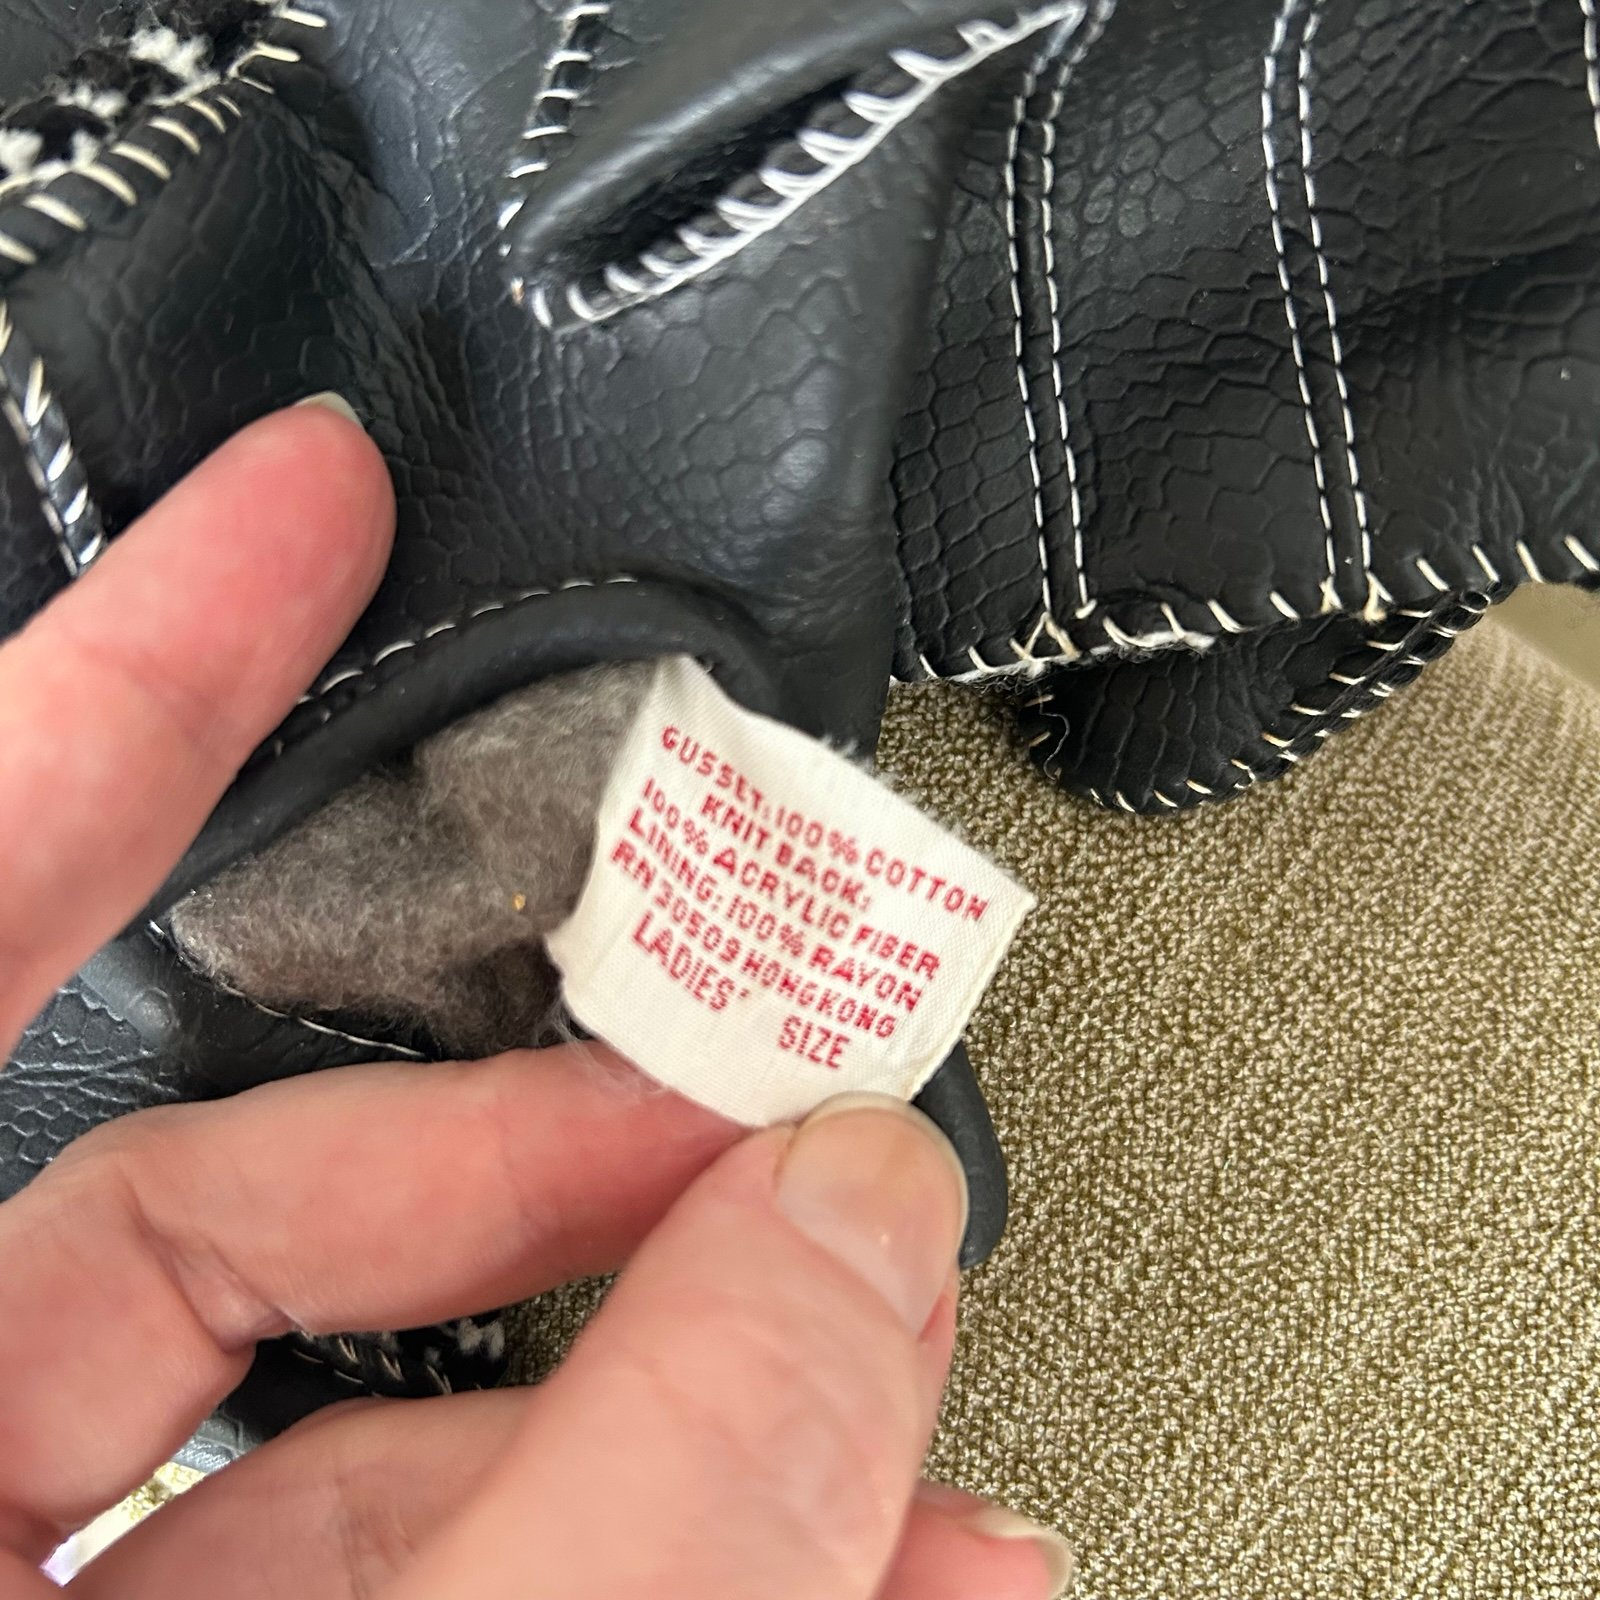 GUSSET: 100% COTTON
KNIT BACK:
100% ACRYLIC FIBER
LINING: 100% RAYON
RN 30509 HONGKONG
LADIES' SIZE